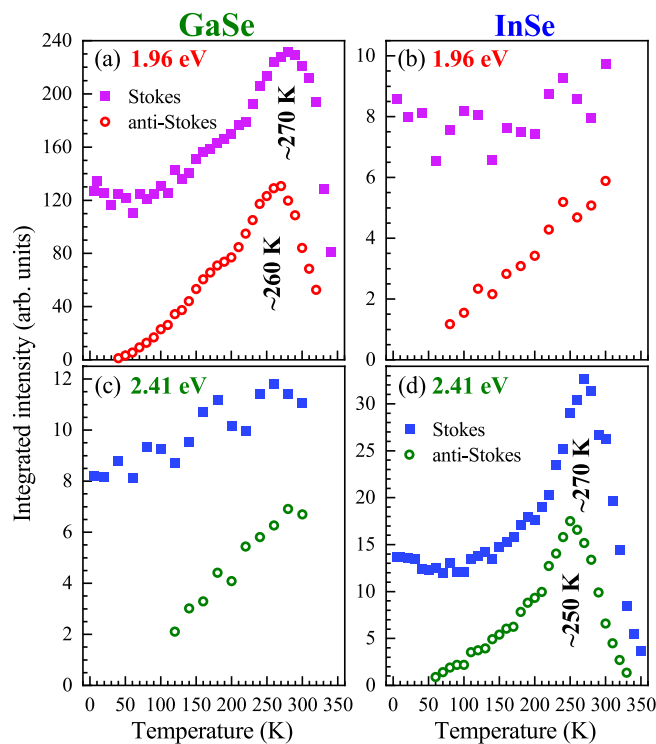 GaSe InSe
(a) 1.96 eV
Stokes
anti-Stokes
~270 K
~260 K
240
200
160
120
80
40
0
(b) 1.96 eV
10
8
6
4
2
0
(c) 2.41 eV
12
10
8
6
4
2
0
(d) 2.41 eV
Stokes
anti-Stokes
~270 K
~250 K
30
25
20
15
10
5
0
Integrated intensity (arb. units)
0 50 100 150 200 250 300 350
0 50 100 150 200 250 300 350
Temperature (K) Temperature (K)